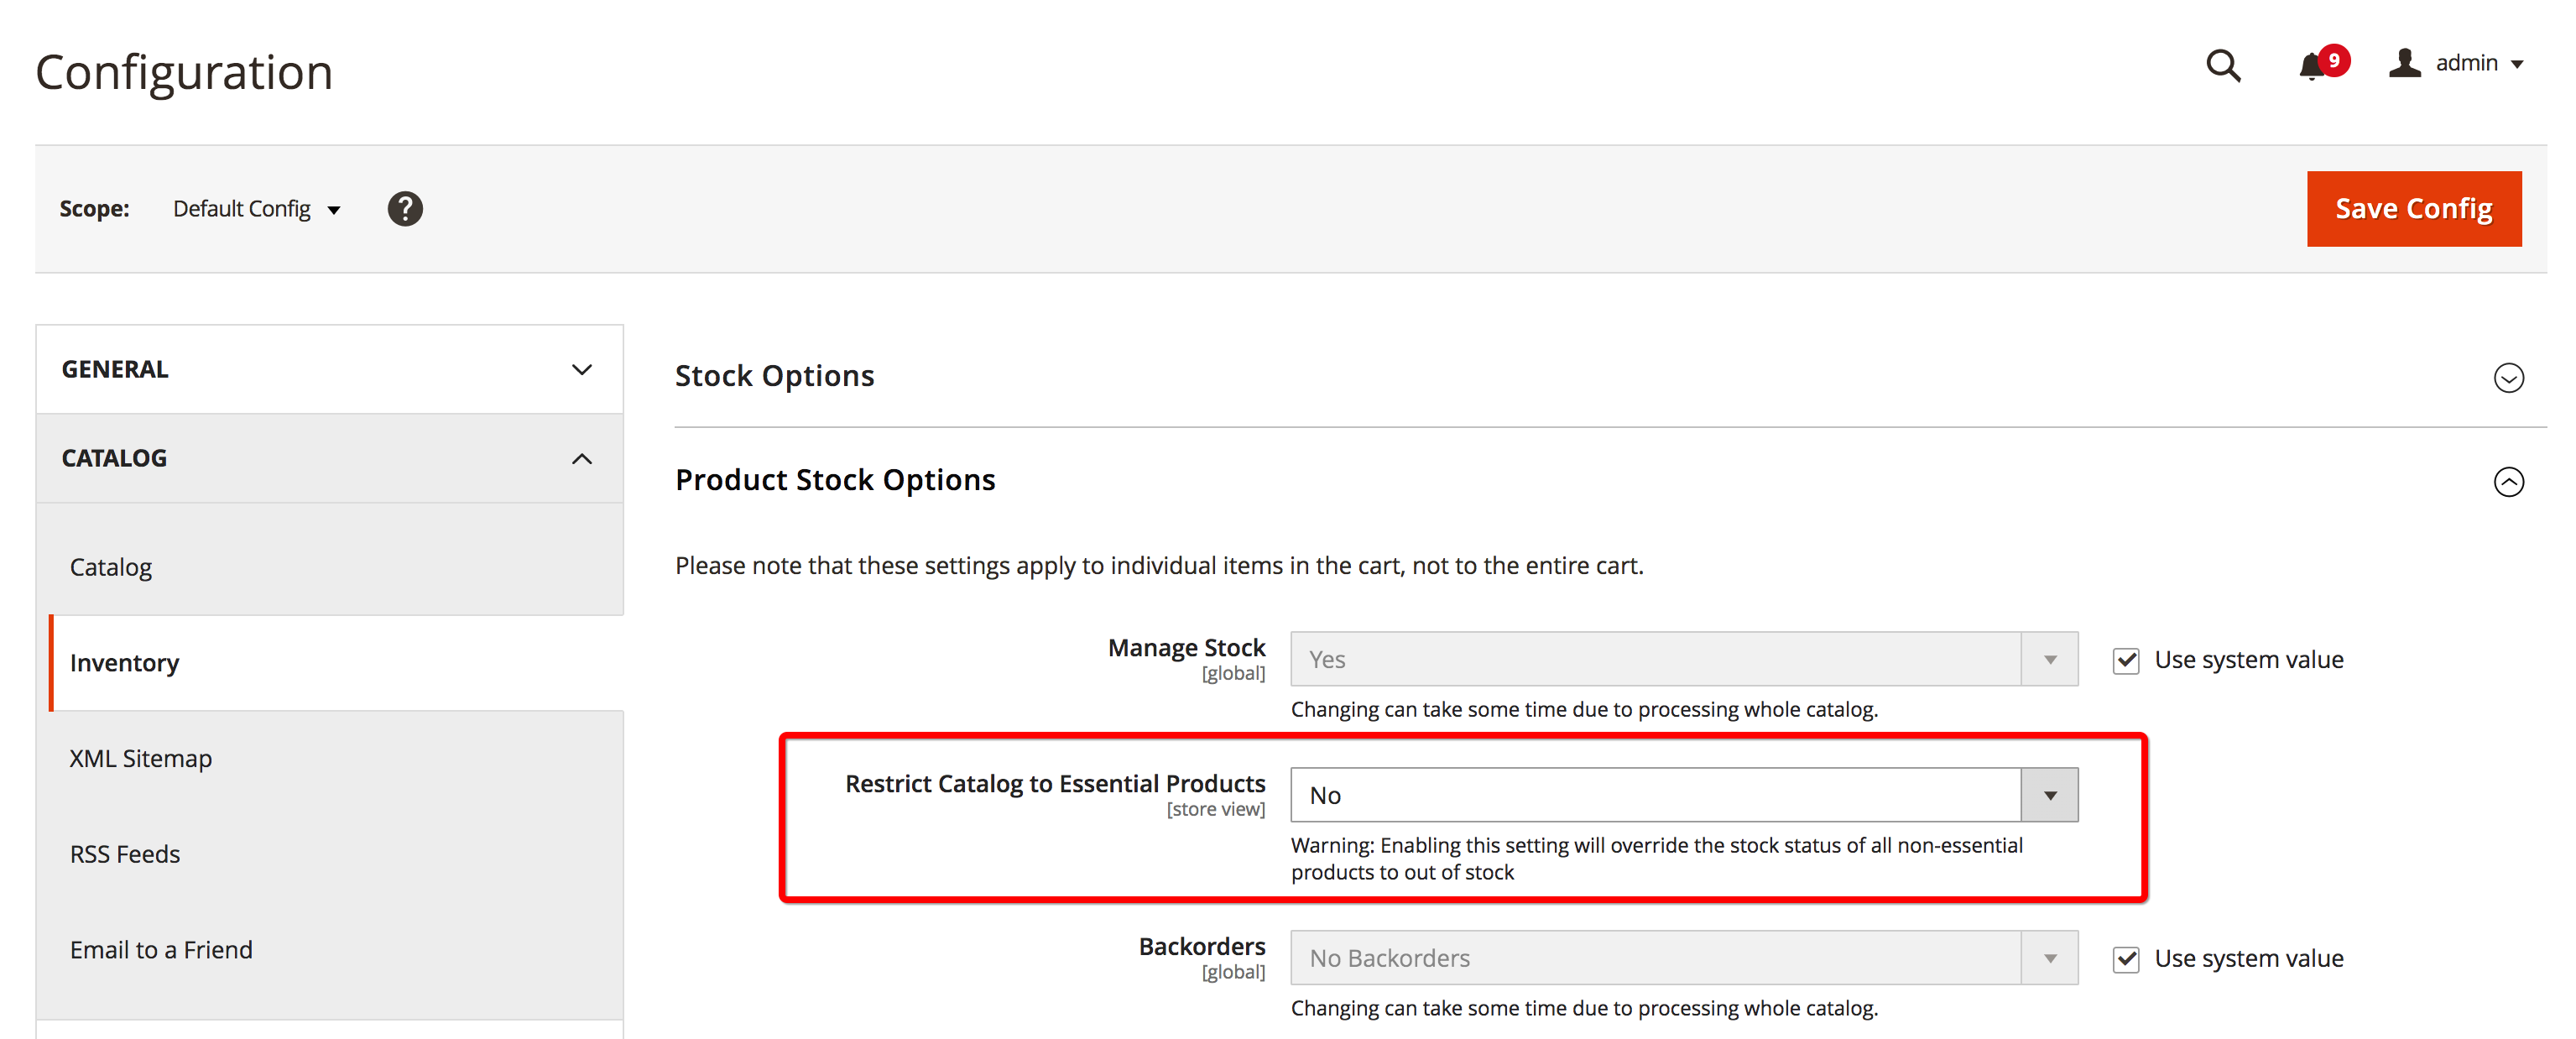 Configuration
9
admin
Scope: Default Config ?
Save Config
GENERAL
CATALOG
Catalog
Inventory
XML Sitemap
RSS Feeds
Email to a Friend
Stock Options
Product Stock Options
Please note that these settings apply to individual items in the cart, not to the entire cart.
Manage Stock
[global]
Yes
Use system value
Changing can take some time due to processing whole catalog.
Restrict Catalog to Essential Products
[store view]
No
Warning: Enabling this setting will override the stock status of all non-essential
products to out of stock
Backorders
[global]
No Backorders
Use system value
Changing can take some time due to processing whole catalog.